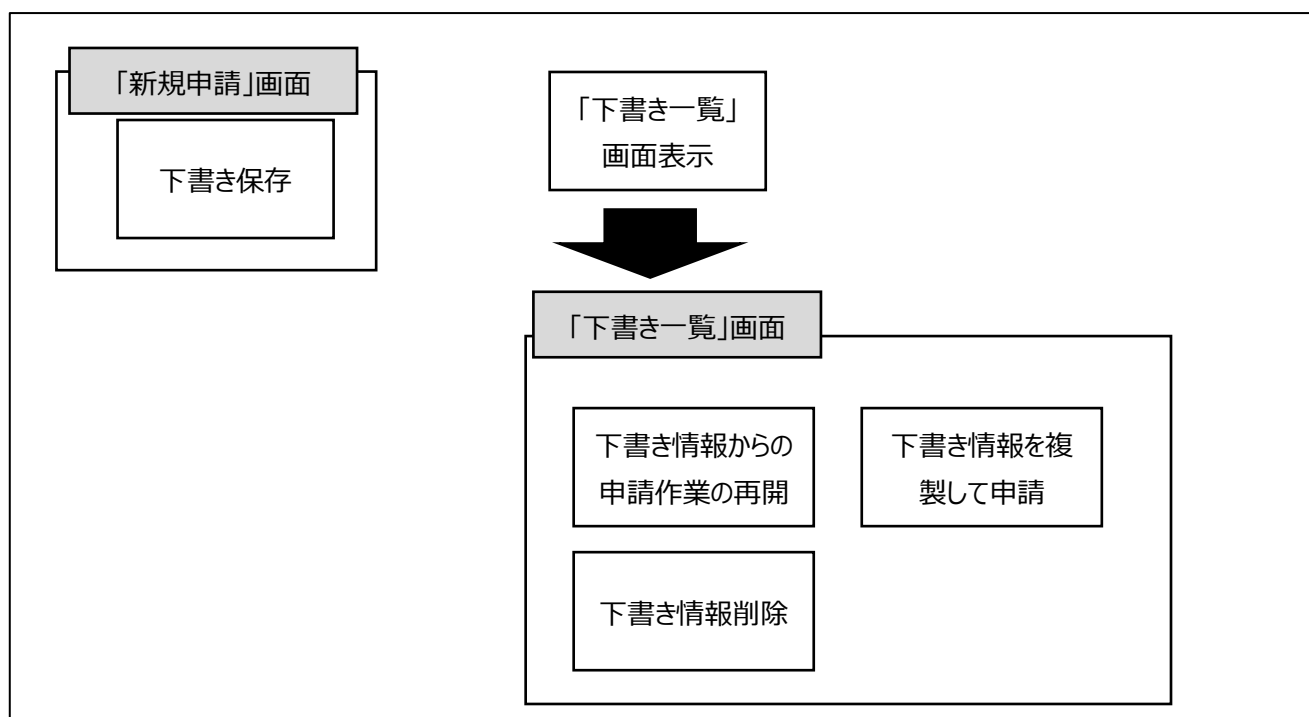 「新規申請」画面
下書き保存
「下書き一覧」
画面表示
「下書き一覧」画面
下書き情報からの
申請作業の再開
下書き情報を複
製して申請
下書き情報削除